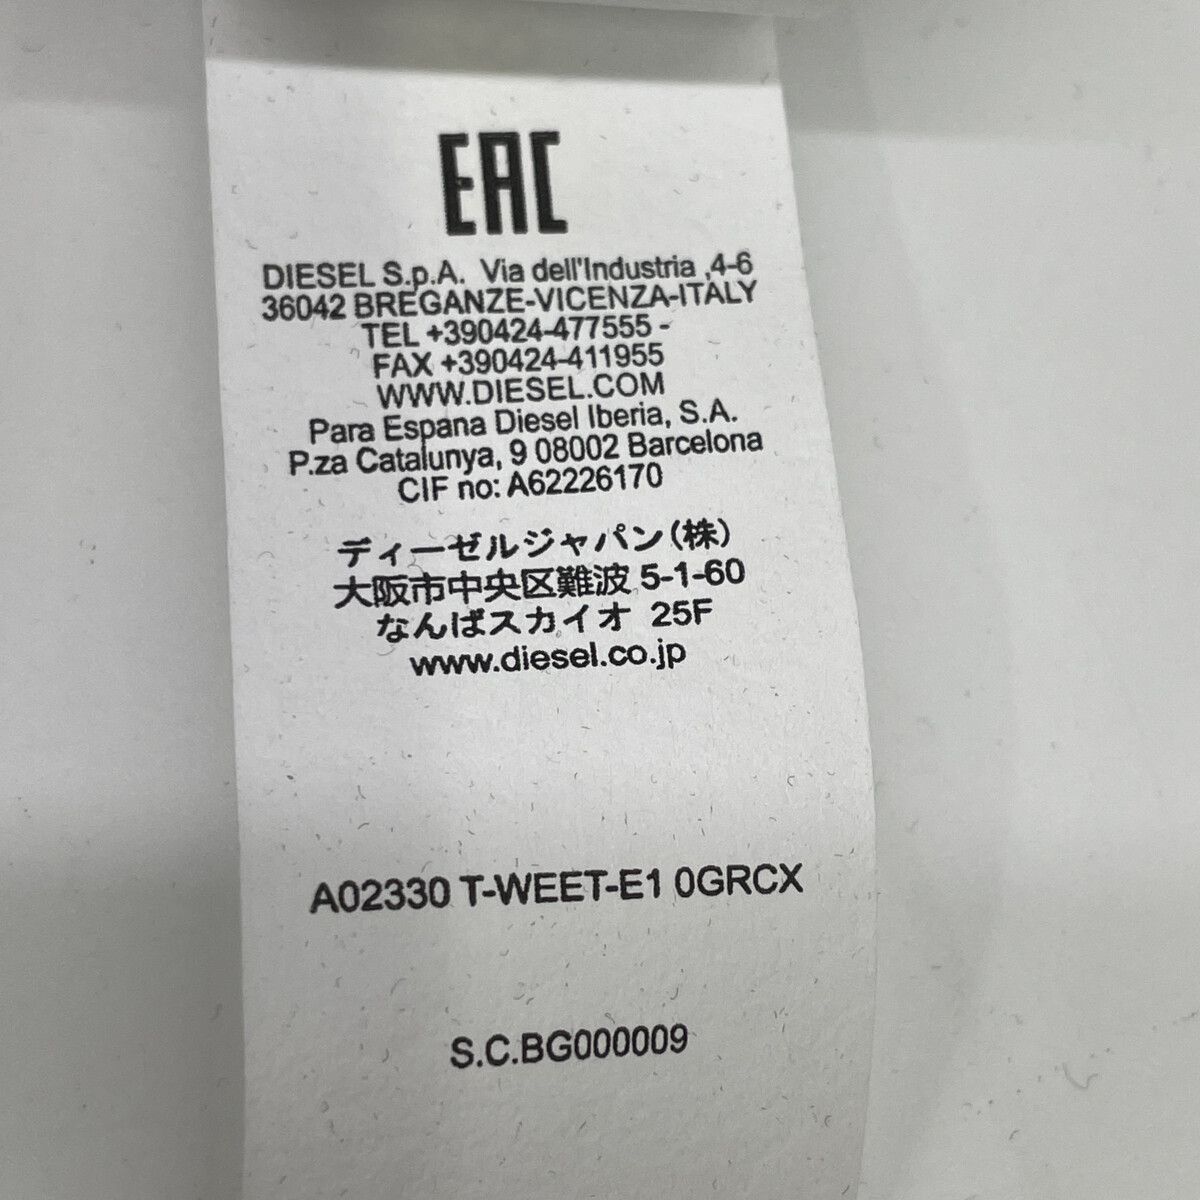 EAC
DIESEL S.p.A. Via dell'Industria ,4-6
36042 BREGANZE-VICENZA-ITALY
TEL +390424-477555 -
FAX +390424-411955
WWW.DIESEL.COM
Para Espana Diesel Iberia, S.A.
P.za Catalunya, 9 08002 Barcelona
CIF no: A62226170
ディーゼルジャパン(株)
大阪市中央区難波 5-1-60
なんばスカイオ 25F
www.diesel.co.jp
A02330 T-WEET-E1 0GRCX
S.C.BG000009